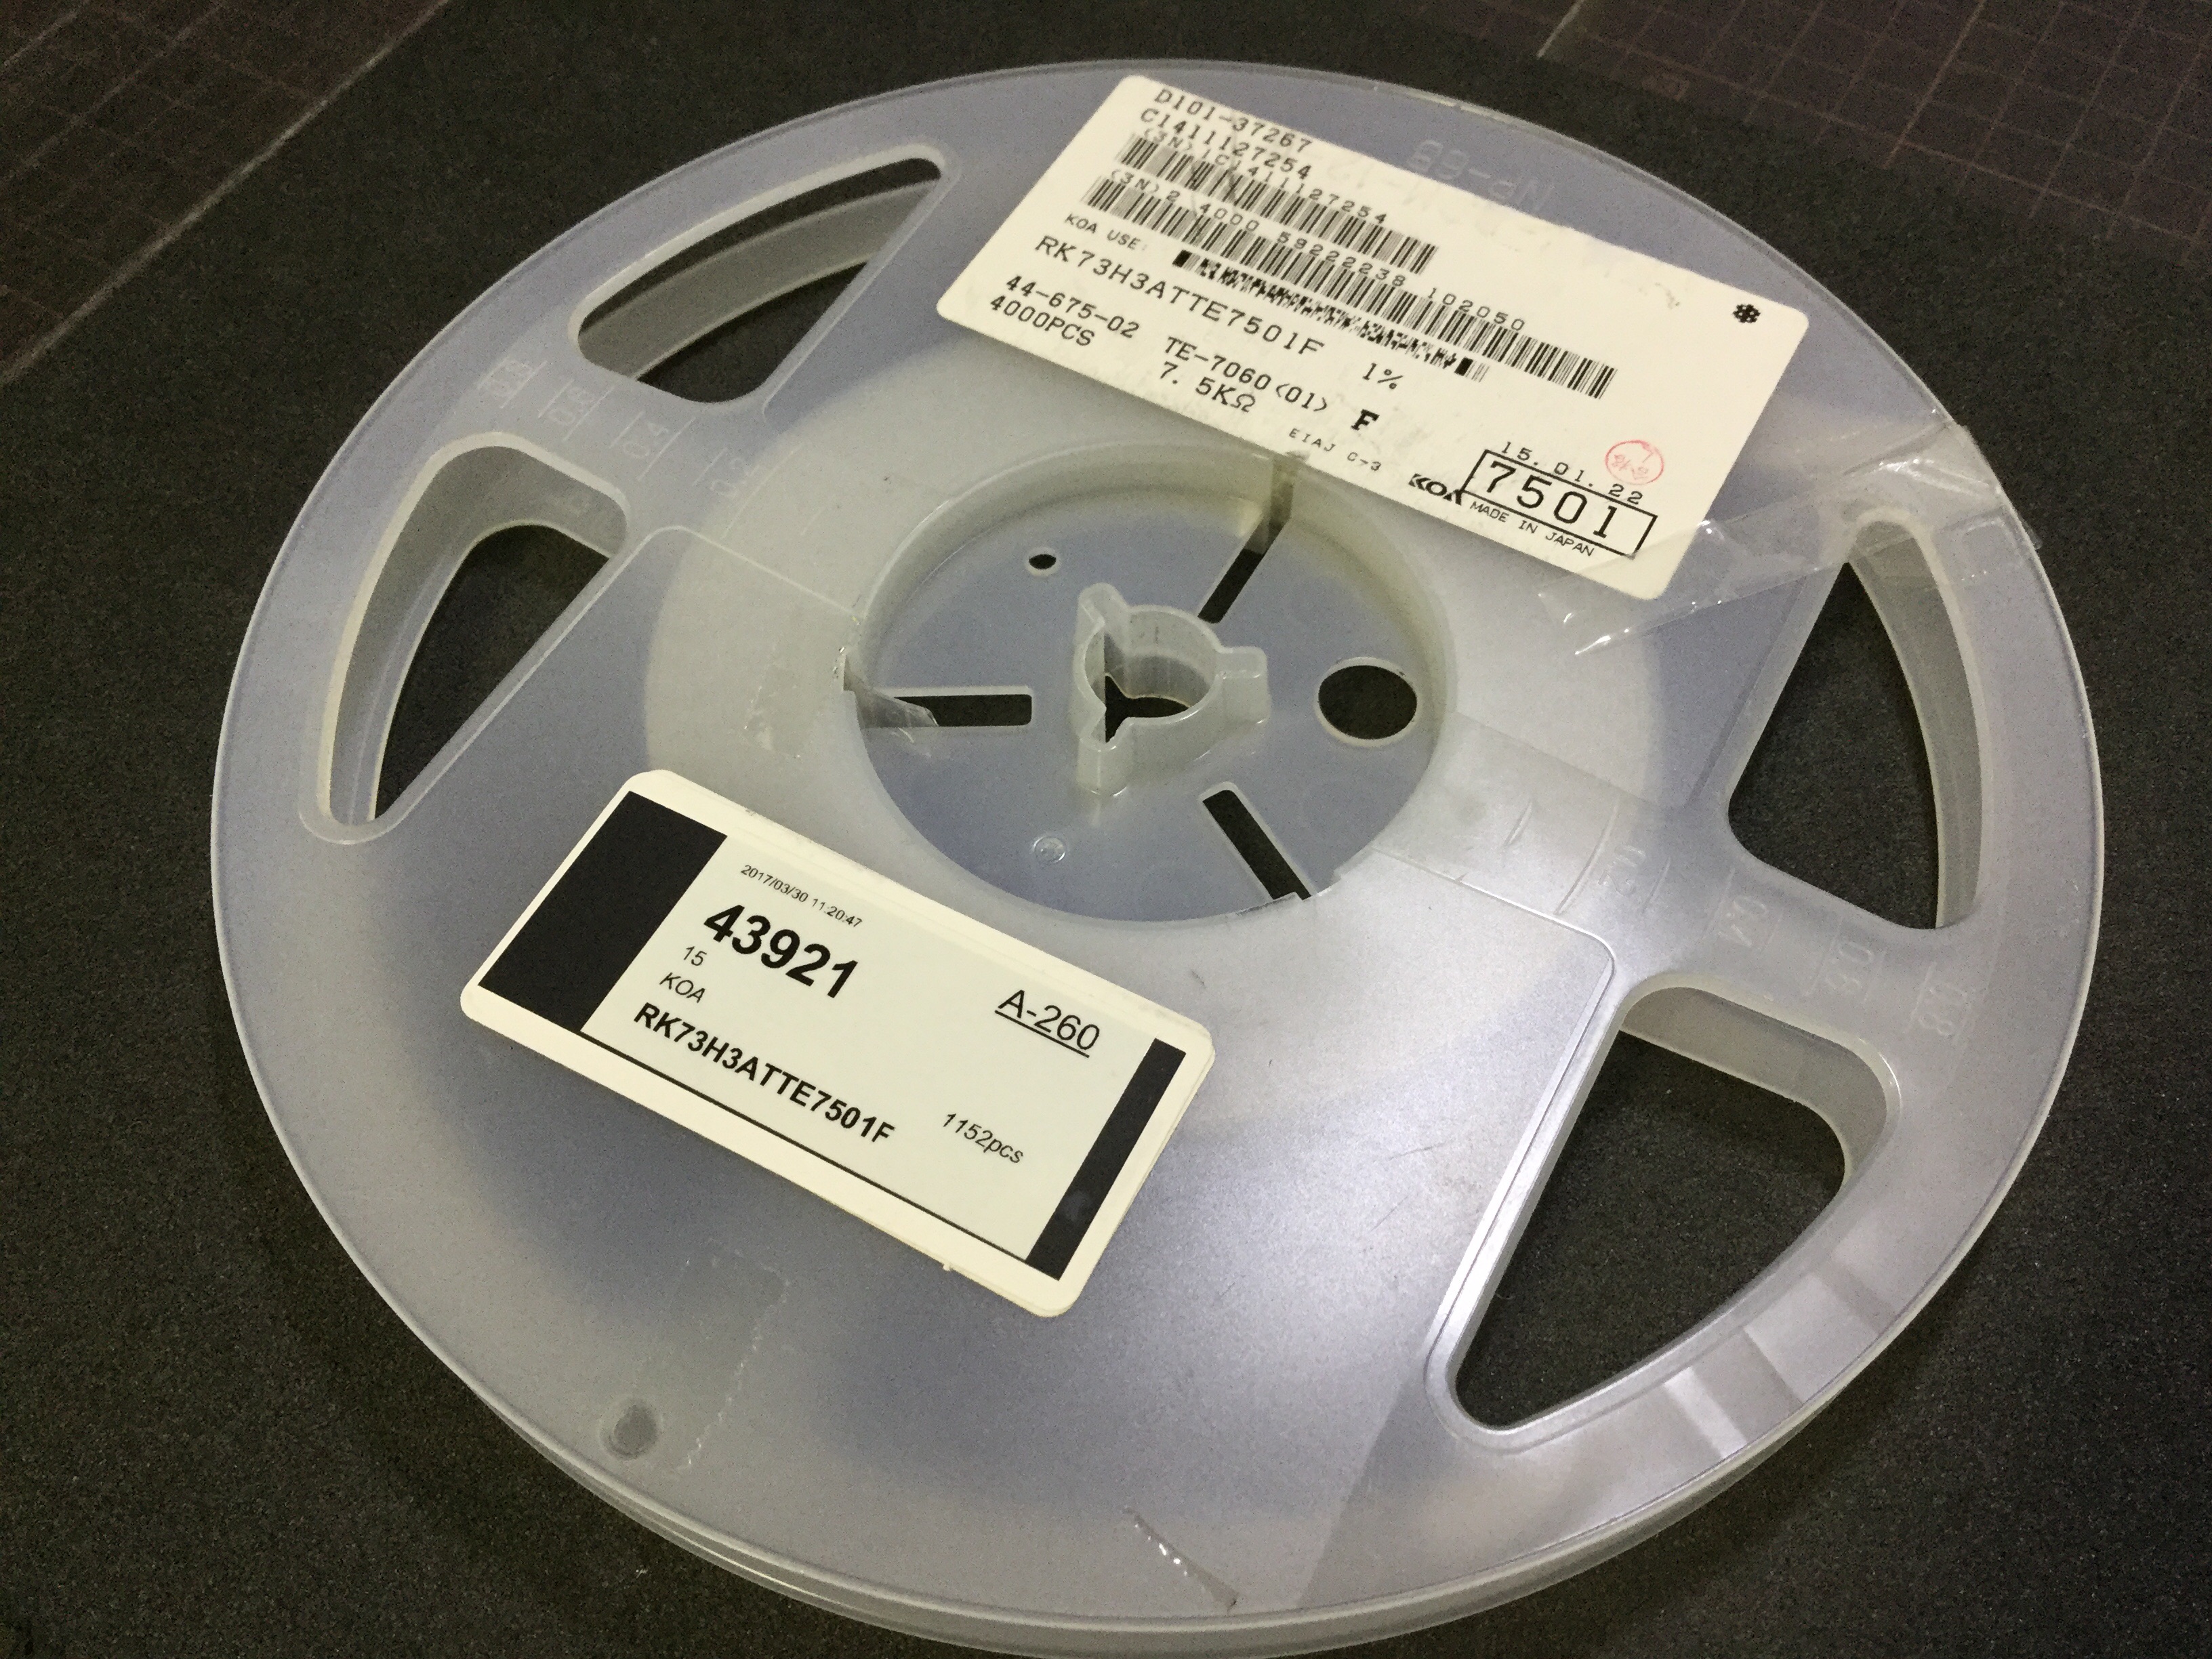 D101-37267
C1411127254
(3N)1C1411127254
(3N)2 4000 59222238 102050
KOA USE:
RK73H3ATTE7501F 1%
44-675-02 TE-7060<01> F
4000PCS 7.5KΩ
EIAJ C-3
15.01.22
7501
KOA MADE IN JAPAN
2017/03/30 11:20:47
43921
15
KOA A-260
RK73H3ATTE7501F 1152pcs